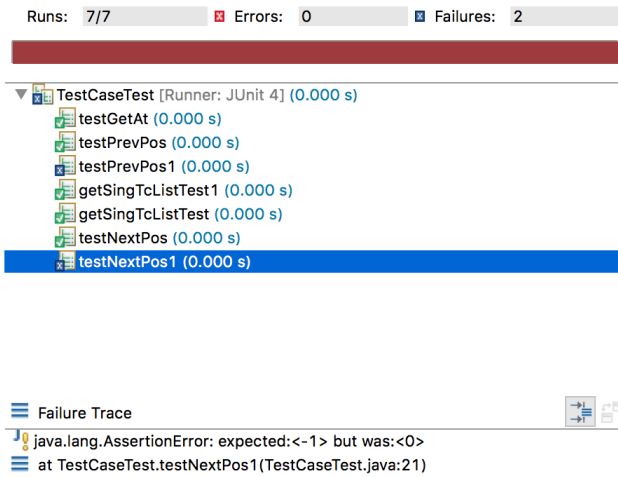 Runs: 7/7 Errors: 0 Failures: 2
TestCaseTest [Runner: JUnit 4] (0.000 s)
testGetAt (0.000 s)
testPrevPos (0.000 s)
testPrevPos1 (0.000 s)
getSingTcListTest1 (0.000 s)
getSingTcListTest (0.000 s)
testNextPos (0.000 s)
testNextPos1 (0.000 s)
Failure Trace
java.lang.AssertionError: expected:<-1> but was:<0>
at TestCaseTest.testNextPos1(TestCaseTest.java:21)